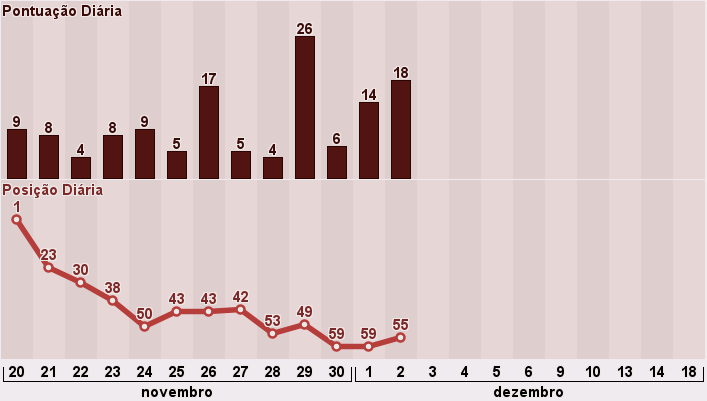 Pontuação Diária
9 8 4 8 9 5 17 5 4 26 6 14 18
Posição Diária
1 23 30 38 50 43 43 42 53 49 59 59 55
20 21 22 23 24 25 26 27 28 29 30 1 2 3 4 5 6 9 10 13 14 18
novembro dezembro